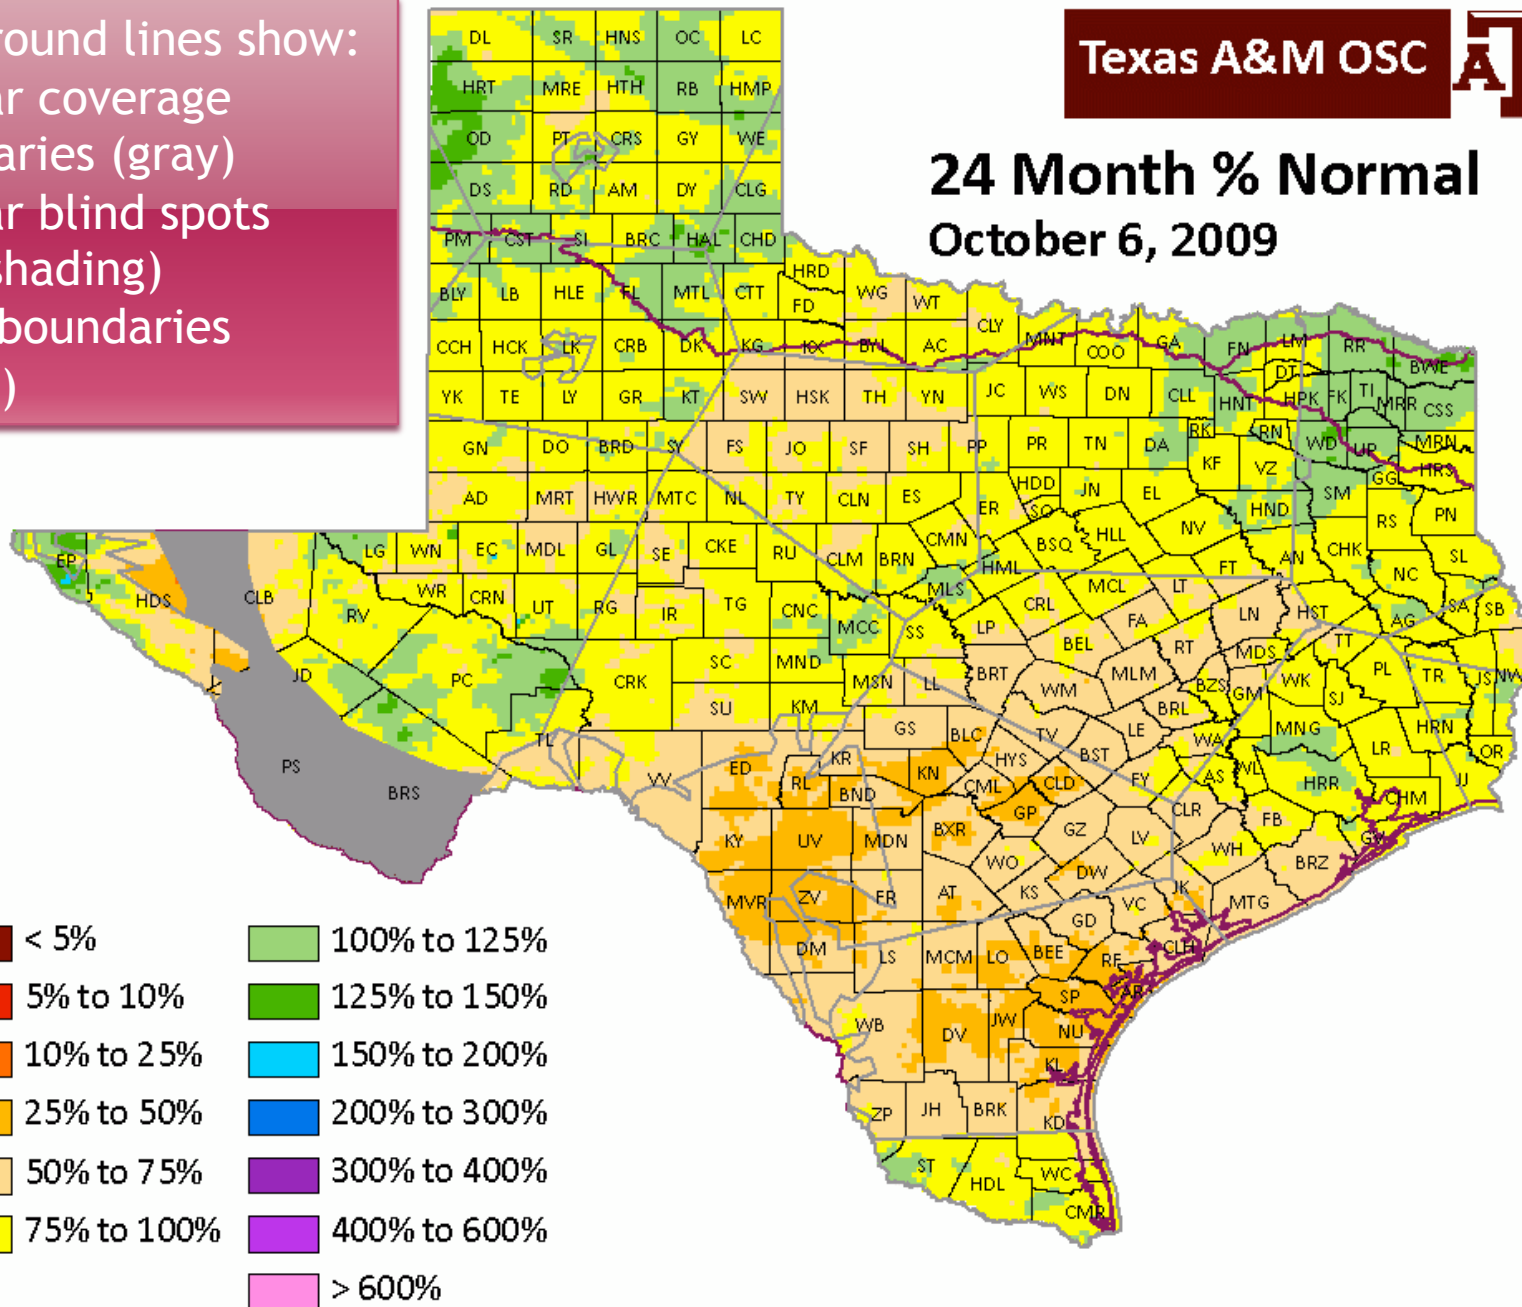 round lines show:
ar coverage
aries (gray)
ar blind spots
shading)
boundaries
)
Texas A&M OSC
A
24 Month % Normal
October 6, 2009
DL SR HNS OC LC
HRT MRE HTH RB HMP
OD PT CRS GY WE
DS RD AM DY CLG
PM CST SI BRC HAL CHD
BLY LB HLE FL MTL CTT HRD FD WG WT CLY
CCH HCK LK CRB DK KG KX BYL AC MNT COO GA FN LM RR BWE
YK TE LY GR KT SW HSK TH YN JC WS DN CLL HNT DT HPK FK TI MRR CSS
GN DO BRD SY FS JO SF SH PP PR TN DA RK RN WD UP MRN HRS
AD MRT HWR MTC NL TY CLN ES ER HDD SO JN EL KF VZ SM GG RS PN
EP LG WN EC MDL GL SE CKE RU CLM BRN CMN HML BSQ HLL NV HND AN CHK NC SL
HDS CLB RV WR CRN UT RG IR TG CNC MCC MLS SS LP CRL MCL LT FT LN HST AG SA SB
JD PC CRK SC MND MSN LL BRT BEL FA RT MDS TT PL TR JS NW
SU KM WM MLM BZS GM WK SJ HRN
PS BRS TL VV ED RL KR GS BLC HYS TV BST LE BRL WA MNG LR OR
BND KN CML CLD FY AS WL HRR CHM JI
KY UV MDN BXR GP GZ LV CLR FB GV
MVR ZV FR AT WO KS DW VC JK WH BRZ MTG
DM LS MCM LO BEE GD RF CLH
WB DV JW SP AR NU
KL
ZP JH BRK KD
ST HDL WC
CMR
< 5%
5% to 10%
10% to 25%
25% to 50%
50% to 75%
75% to 100%
100% to 125%
125% to 150%
150% to 200%
200% to 300%
300% to 400%
400% to 600%
> 600%